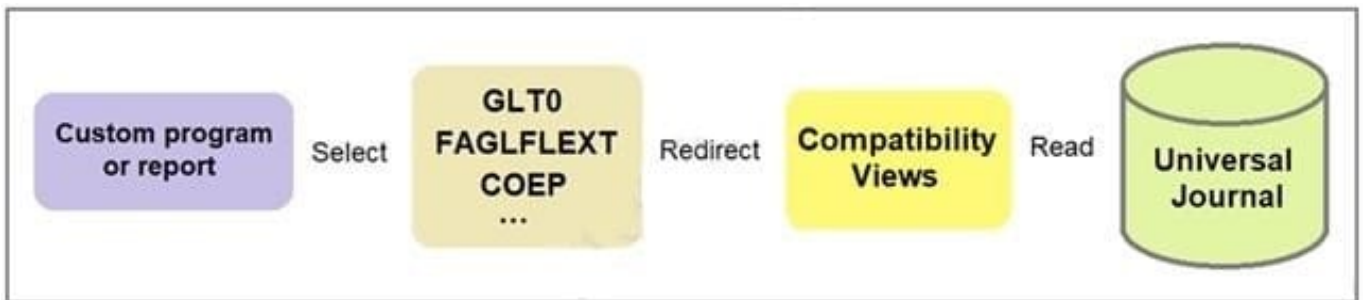 Custom program
or report
Select
GLT0
FAGLFLEXT
COEP
...
Redirect
Compatibility
Views
Read
Universal
Journal